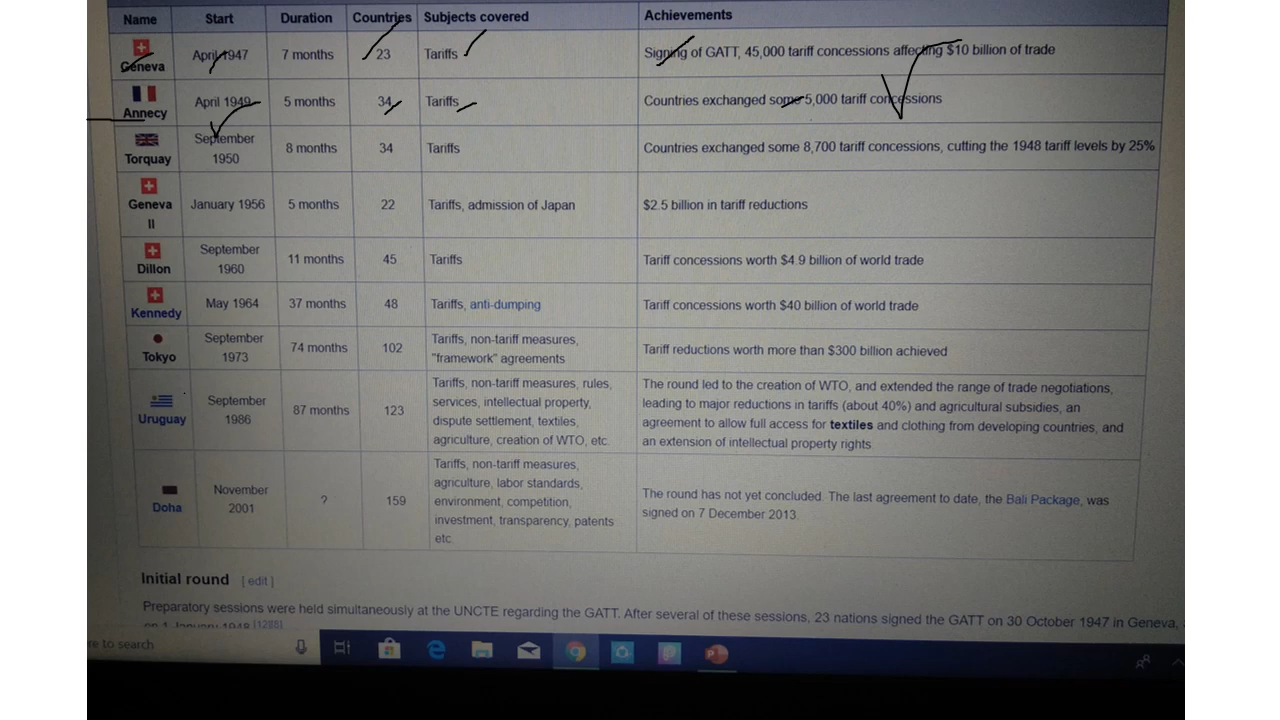 Name Start Duration Countries Subjects covered Achievements
Geneva April 1947 7 months 23 Tariffs Signing of GATT, 45,000 tariff concessions affecting $10 billion of trade
Annecy April 1949 5 months 34 Tariffs Countries exchanged some 5,000 tariff concessions
Torquay September 1950 8 months 34 Tariffs Countries exchanged some 8,700 tariff concessions, cutting the 1948 tariff levels by 25%
Geneva II January 1956 5 months 22 Tariffs, admission of Japan $2.5 billion in tariff reductions
Dillon September 1960 11 months 45 Tariffs Tariff concessions worth $4.9 billion of world trade
Kennedy May 1964 37 months 48 Tariffs, anti-dumping Tariff concessions worth $40 billion of world trade
Tokyo September 1973 74 months 102 Tariffs, non-tariff measures,
"framework" agreements Tariff reductions worth more than $300 billion achieved
Uruguay September 1986 87 months 123 Tariffs, non-tariff measures, rules,
services, intellectual property,
dispute settlement, textiles,
agriculture, creation of WTO, etc.
The round led to the creation of WTO, and extended the range of trade negotiations,
leading to major reductions in tariffs (about 40%) and agricultural subsidies, an
agreement to allow full access for textiles and clothing from developing countries, and
an extension of intellectual property rights.
Doha November 2001 ? 159 Tariffs, non-tariff measures,
agriculture, labor standards,
environment, competition,
investment, transparency, patents
etc.
The round has not yet concluded. The last agreement to date, the Bali Package, was
signed on 7 December 2013.
Initial round [ edit ]
Preparatory sessions were held simultaneously at the UNCTE regarding the GATT. After several of these sessions, 23 nations signed the GATT on 30 October 1947 in Geneva,
on 1 January 1948
re to search